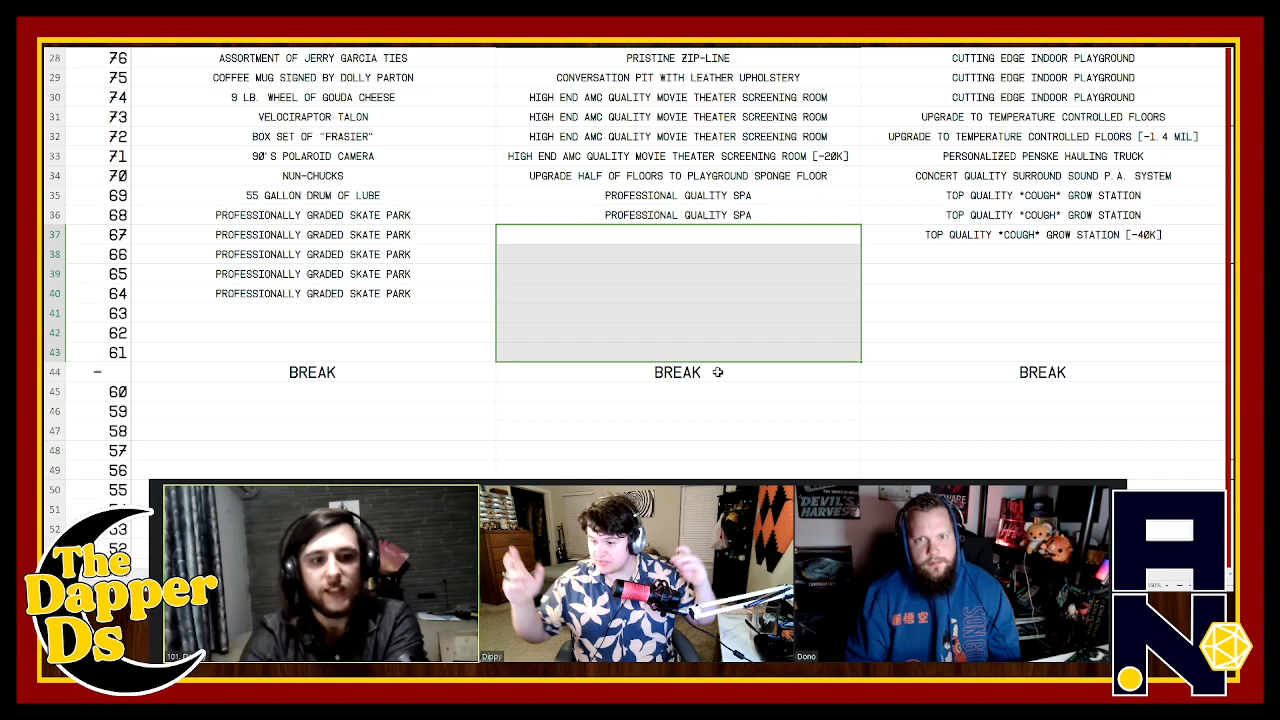 28 76 ASSORTMENT OF JERRY GARCIA TIES PRISTINE ZIP-LINE CUTTING EDGE INDOOR PLAYGROUND
29 75 COFFEE MUG SIGNED BY DOLLY PARTON CONVERSATION PIT WITH LEATHER UPHOLSTERY CUTTING EDGE INDOOR PLAYGROUND
30 74 9 LB. WHEEL OF GOUDA CHEESE HIGH END AMC QUALITY MOVIE THEATER SCREENING ROOM CUTTING EDGE INDOOR PLAYGROUND
31 73 VELOCIRAPTOR TALON HIGH END AMC QUALITY MOVIE THEATER SCREENING ROOM UPGRADE TO TEMPERATURE CONTROLLED FLOORS
32 72 BOX SET OF "FRASIER" HIGH END AMC QUALITY MOVIE THEATER SCREENING ROOM UPGRADE TO TEMPERATURE CONTROLLED FLOORS [-1.4 MIL]
33 71 90'S POLAROID CAMERA HIGH END AMC QUALITY MOVIE THEATER SCREENING ROOM [-20K] PERSONALIZED PENSKE HAULING TRUCK
34 70 NUN-CHUCKS UPGRADE HALF OF FLOORS TO PLAYGROUND SPONGE FLOOR CONCERT QUALITY SURROUND SOUND P.A. SYSTEM
35 69 55 GALLON DRUM OF LUBE PROFESSIONAL QUALITY SPA TOP QUALITY *COUGH* GROW STATION
36 68 PROFESSIONALLY GRADED SKATE PARK PROFESSIONAL QUALITY SPA TOP QUALITY *COUGH* GROW STATION
37 67 PROFESSIONALLY GRADED SKATE PARK TOP QUALITY *COUGH* GROW STATION [-40K]
38 66 PROFESSIONALLY GRADED SKATE PARK
39 65 PROFESSIONALLY GRADED SKATE PARK
40 64 PROFESSIONALLY GRADED SKATE PARK
41 63
42 62
43 61
44 - BREAK BREAK BREAK
45 60
46 59
47 58
48 57
49 56
50 55
51
52 53
DEVIL'S
HARVEST
The
Dapper
Ds
Dippy
Dono
悟空
160%
A
N